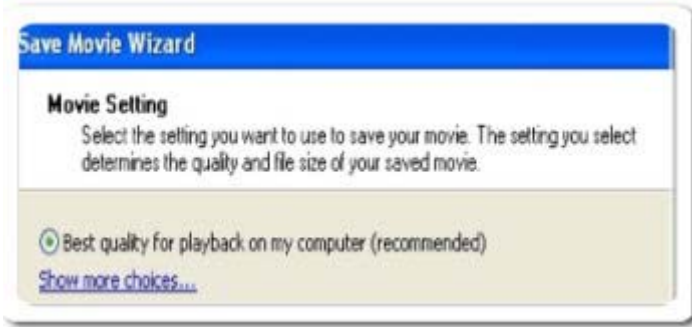 Save Movie Wizard
Movie Setting
Select the setting you want to use to save your movie. The setting you select
determines the quality and file size of your saved movie.
Best quality for playback on my computer (recommended)
Show more choices...